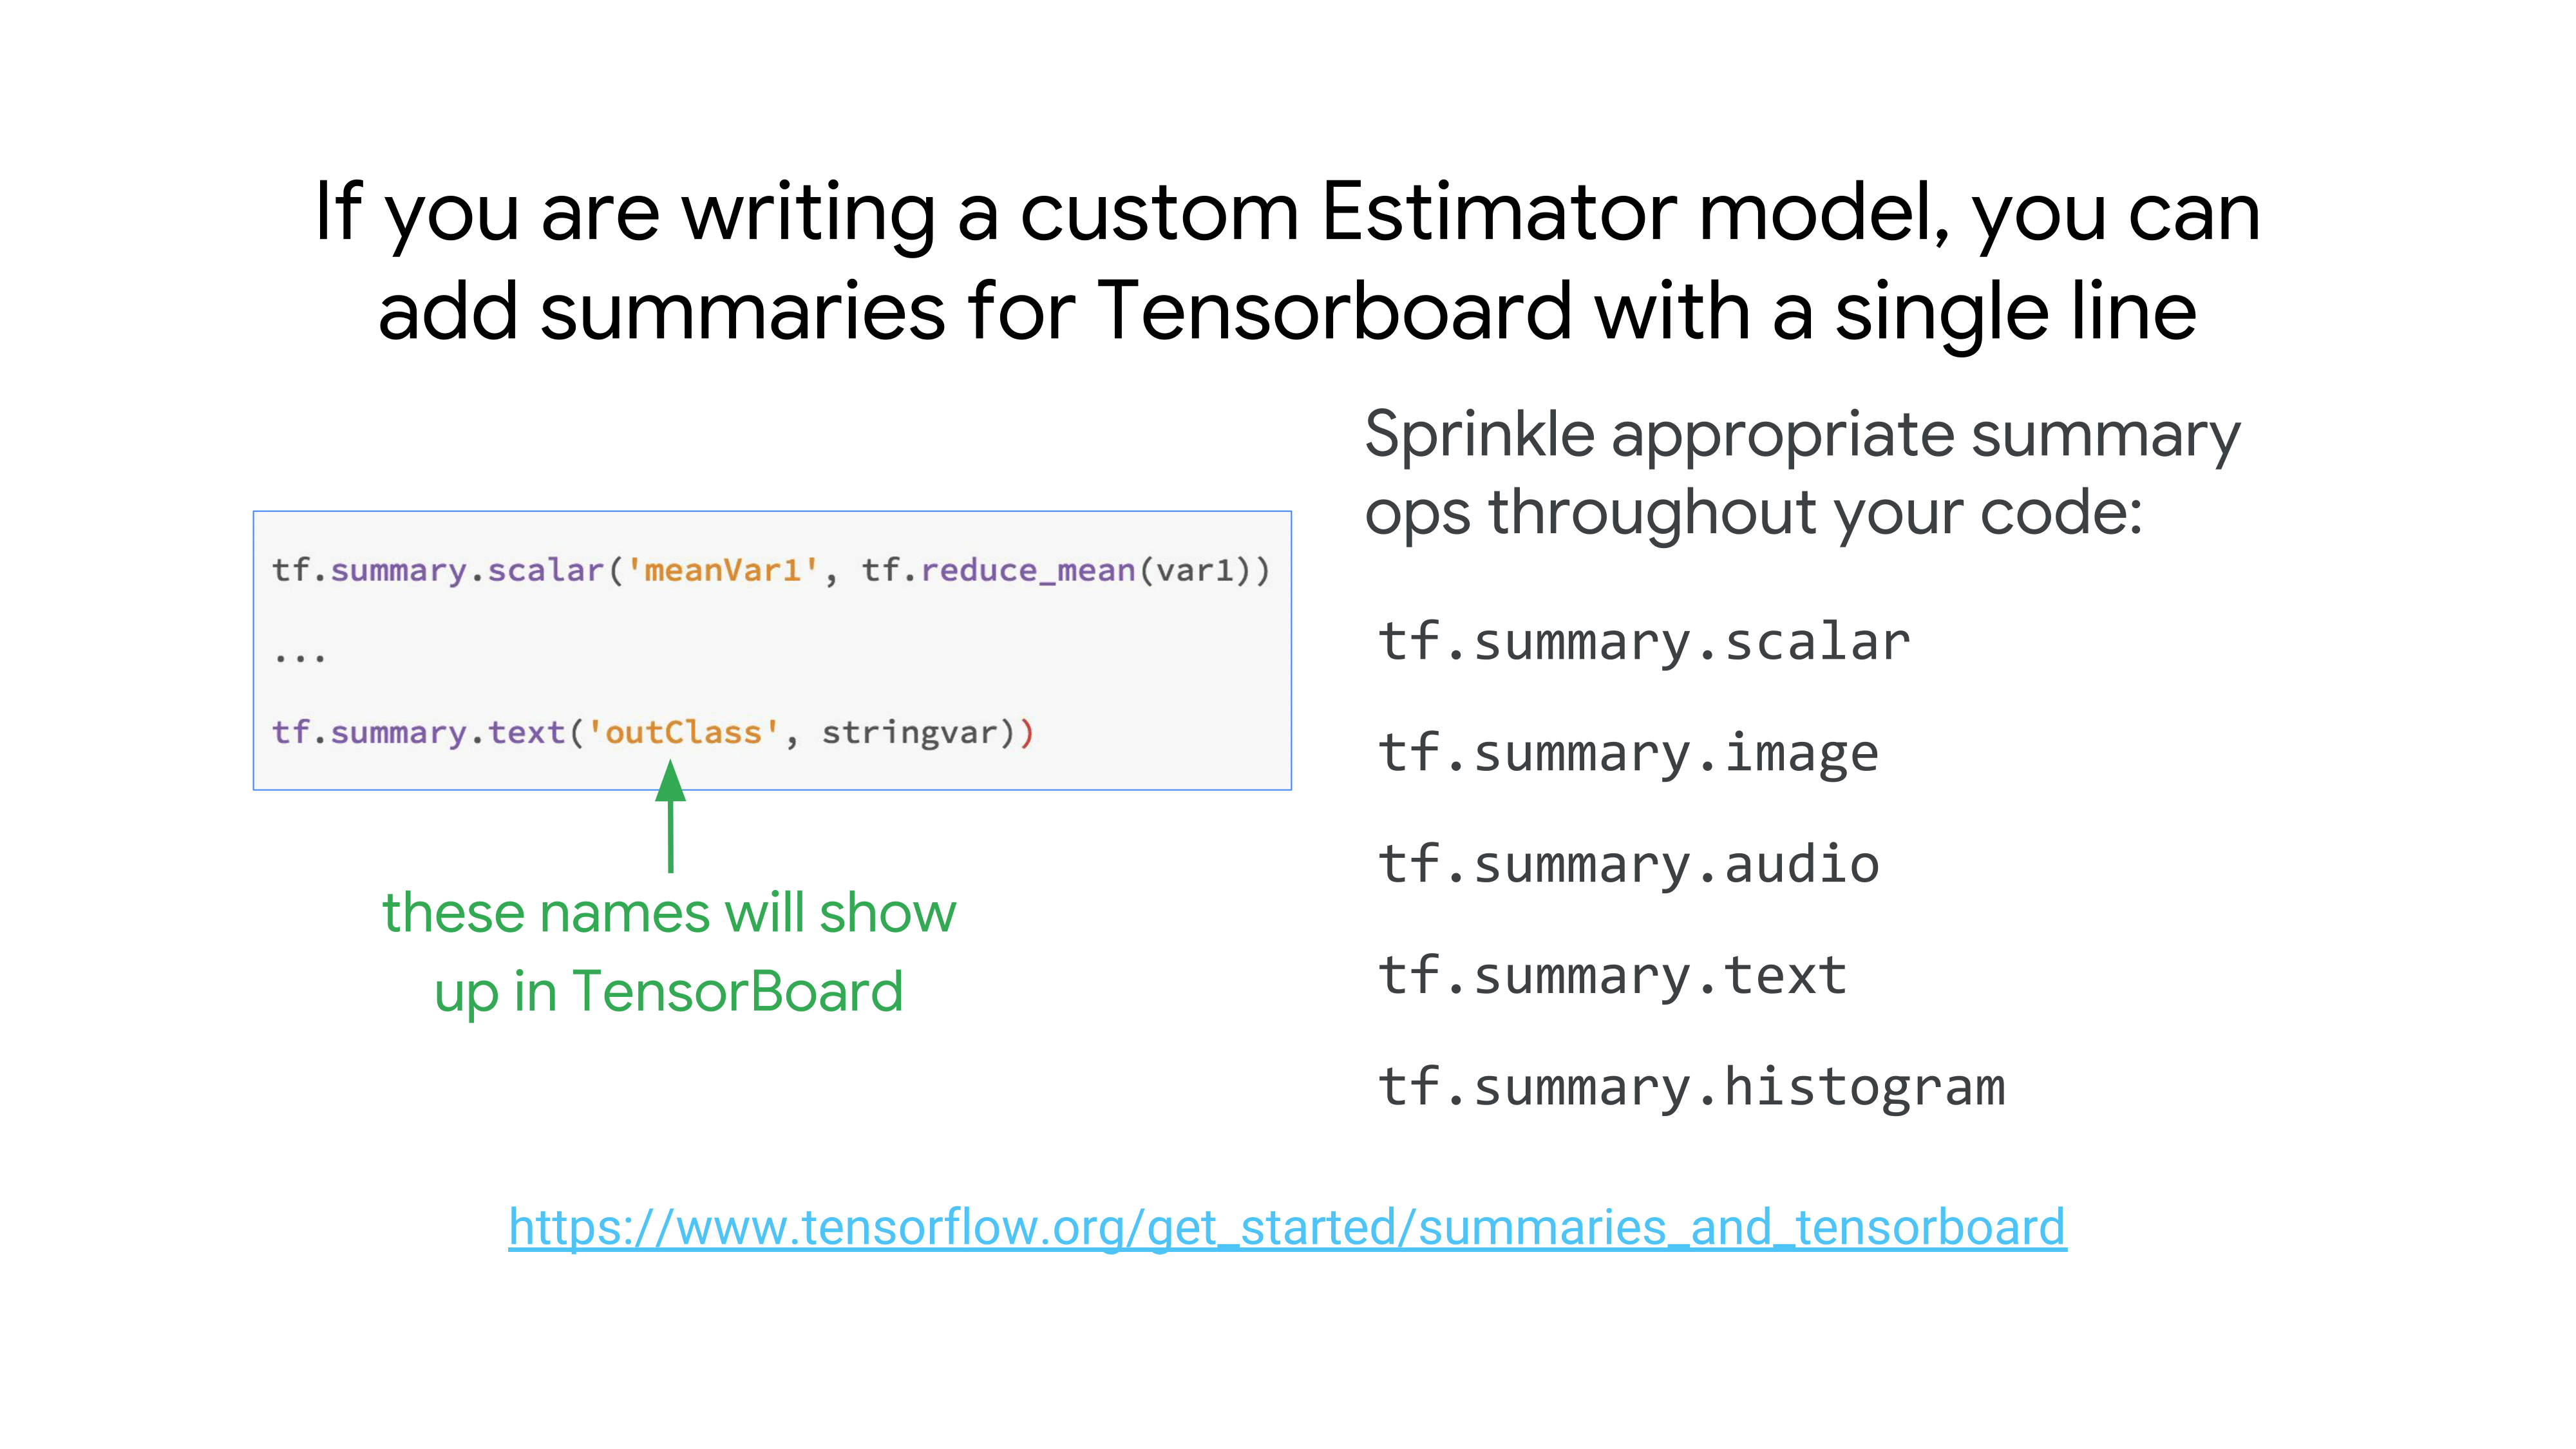 If you are writing a custom Estimator model, you can
add summaries for Tensorboard with a single line
tf.summary.scalar('meanVar1', tf.reduce_mean(var1))
...
tf.summary.text('outClass', stringvar))
these names will show
up in TensorBoard
Sprinkle appropriate summary
ops throughout your code:
tf.summary.scalar
tf.summary.image
tf.summary.audio
tf.summary.text
tf.summary.histogram
https://www.tensorflow.org/get_started/summaries_and_tensorboard